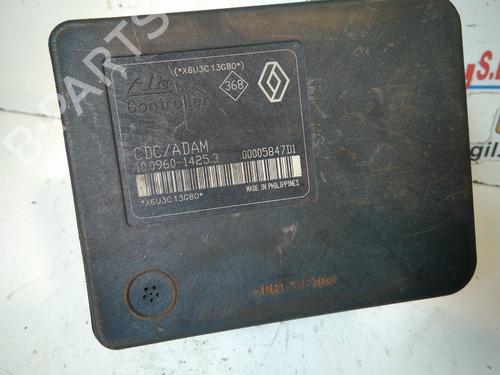 (*X6U3C13G80*)
368
Controller
CDC/ADAM
10.0960-1425.3 00005847D1
MADE IN PHILIPPINES
*X6U3C13G80*
B-PARTS